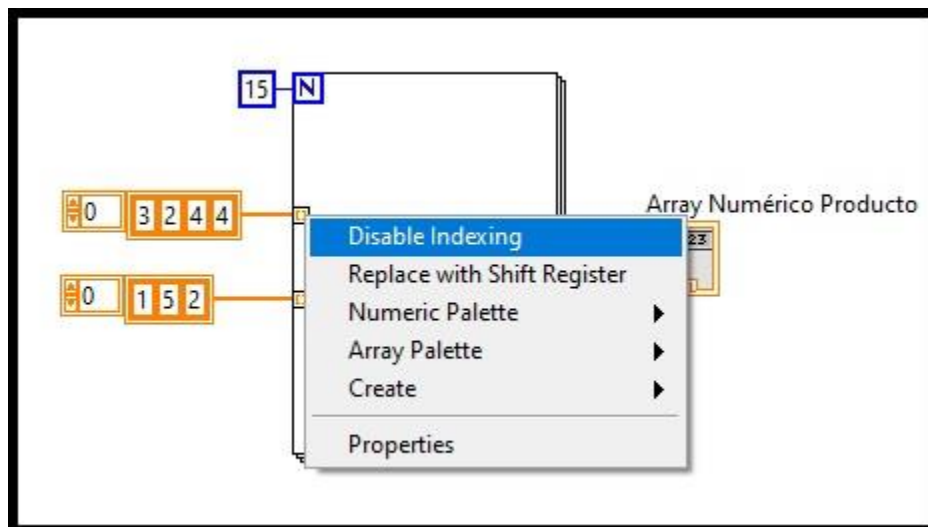 15 N
0 3 2 4 4
Array Numérico Producto
Disable Indexing
23
Replace with Shift Register
0 1 5 2
Numeric Palette
Array Palette
Create
Properties